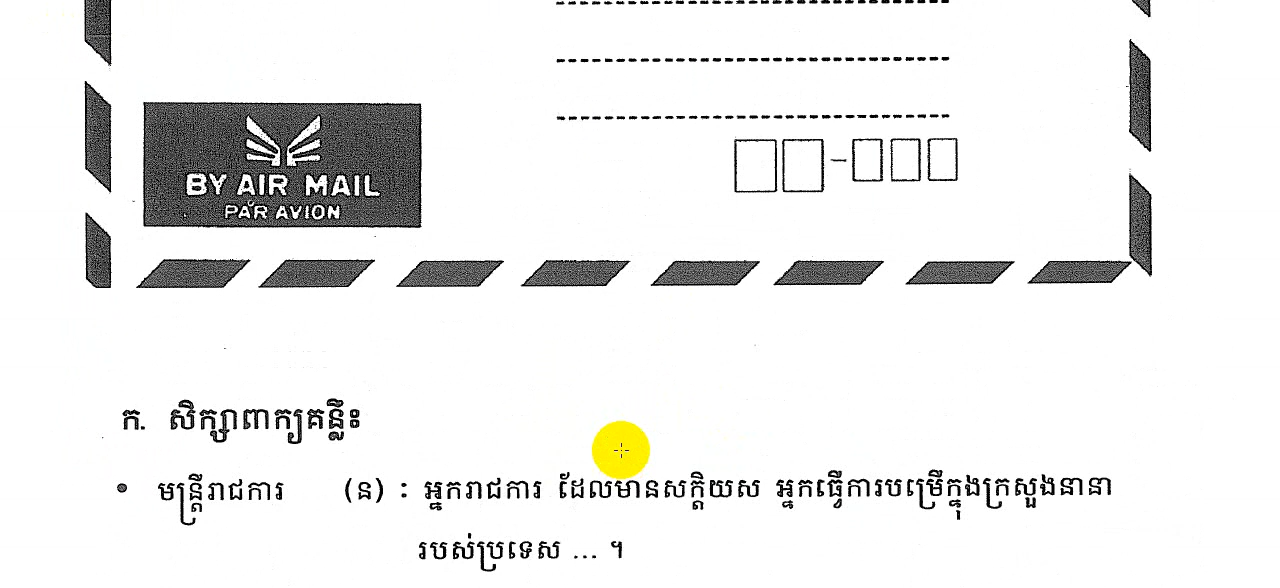 BY AIR MAIL
PAR AVION
ក. សិក្សាពាក្យគន្លឹះ
• មន្ត្រីរាជការ (ន) : អ្នករាជការ ដែលមានសក្តិយស អ្នកធ្វើការបម្រើក្នុងក្រសួងនានា
របស់ប្រទេស ... ។